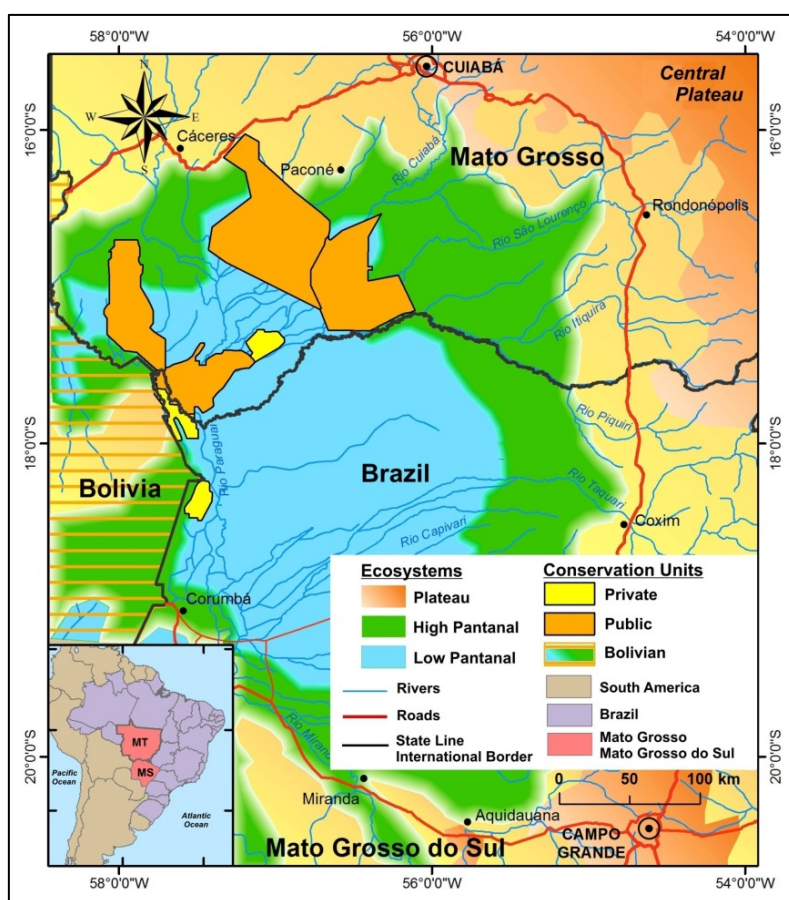 58°0'0"W
56°0'0"W
54°0'0"W
N
W
E
S
CUIABÁ
Central
Plateau
16°0'0"S
16°0'0"S
Cáceres
Paconé
Rio Cuiabá
Mato Grosso
Rondonópolis
Rio São Lourenço
Rio Itiquira
Rio Piquirí
18°0'0"S
18°0'0"S
Rio Paraguai
Brazil
Bolivia
Rio Taquari
Coxim
Rio Capivari
Corumbá
Ecosystems
Plateau
High Pantanal
Low Pantanal
Rivers
Roads
State Line
International Border
Conservation Units
Private
Public
Bolivian
South America
Brazil
Mato Grosso
Mato Grosso do Sul
0 50 100 km
MT
MS
Pacific
Ocean
Atlantic
Ocean
20°0'0"S
20°0'0"S
Miranda
Aquidauana
CAMPO
GRANDE
Mato Grosso do Sul
58°0'0"W
56°0'0"W
54°0'0"W